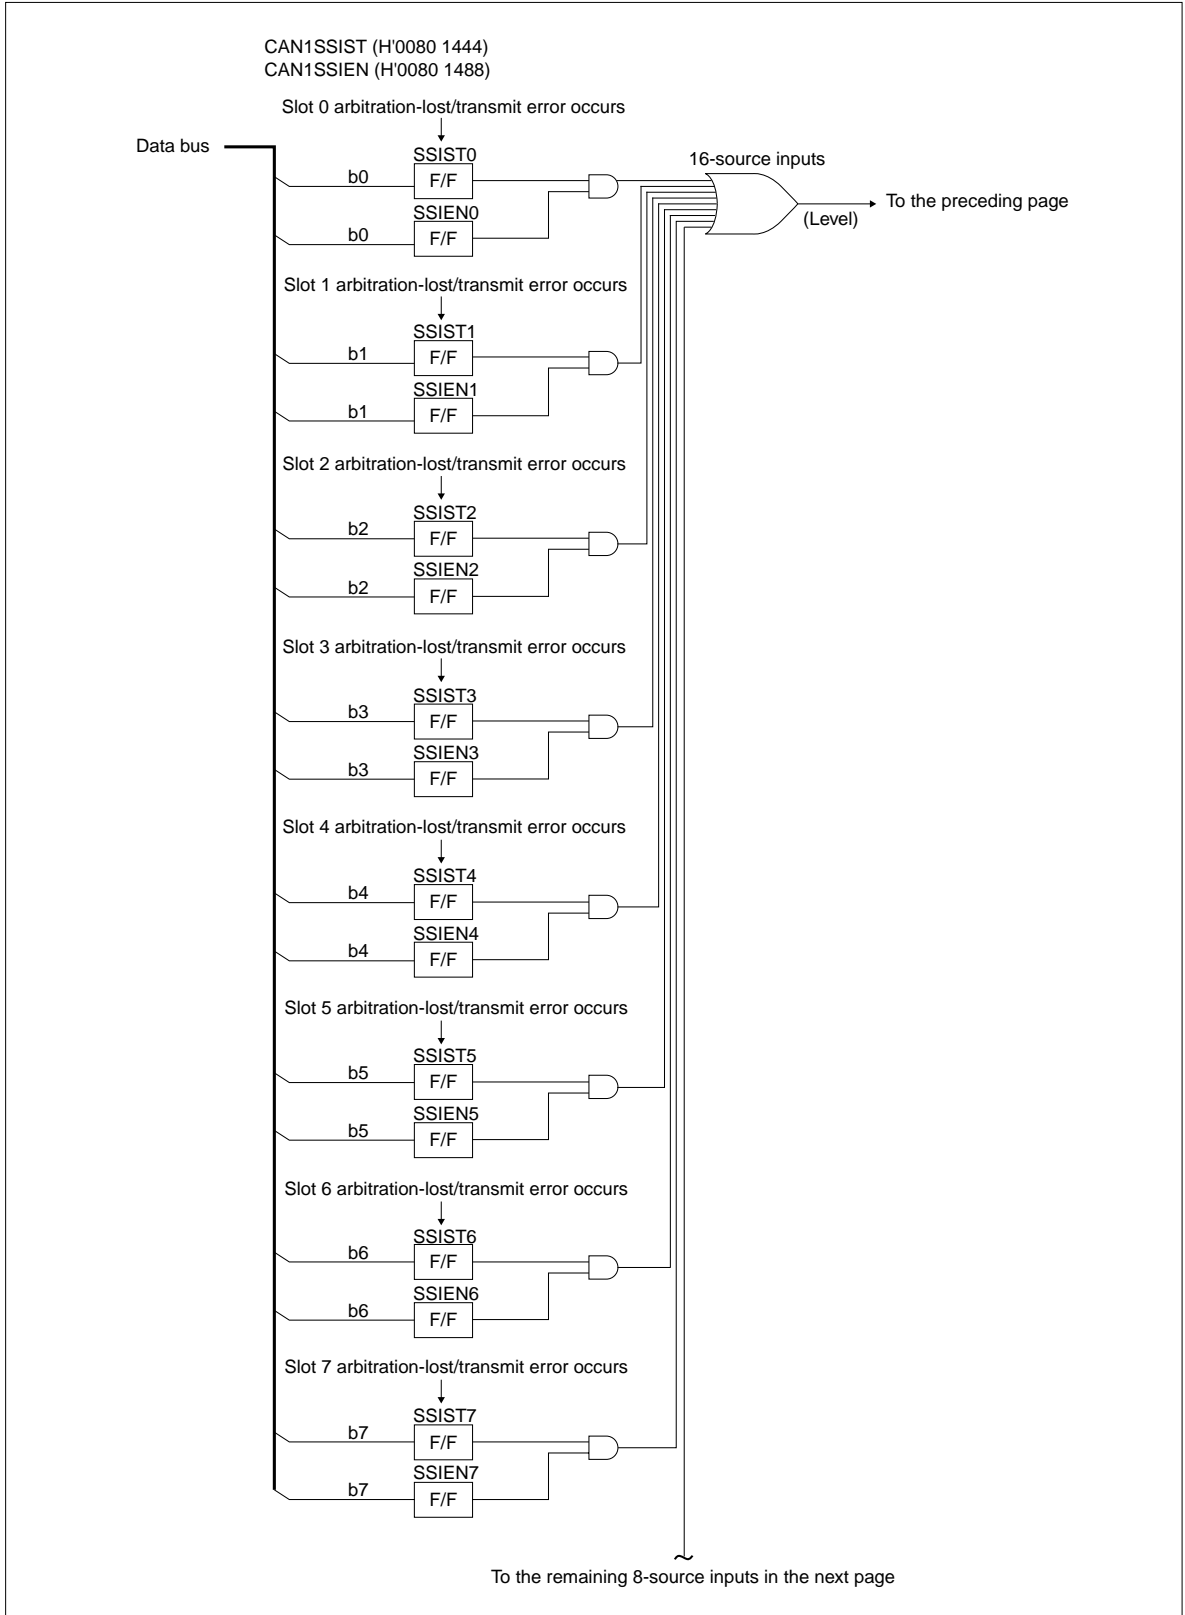 CAN1SSIST (H'0080 1444)
CAN1SSIEN (H'0080 1488)
Slot 0 arbitration-lost/transmit error occurs
Data bus
SSIST0
16-source inputs
b0
F/F
To the preceding page
(Level)
SSIEN0
b0
F/F
Slot 1 arbitration-lost/transmit error occurs
SSIST1
b1
F/F
SSIEN1
b1
F/F
Slot 2 arbitration-lost/transmit error occurs
SSIST2
b2
F/F
SSIEN2
b2
F/F
Slot 3 arbitration-lost/transmit error occurs
SSIST3
b3
F/F
SSIEN3
b3
F/F
Slot 4 arbitration-lost/transmit error occurs
SSIST4
b4
F/F
SSIEN4
b4
F/F
Slot 5 arbitration-lost/transmit error occurs
SSIST5
b5
F/F
SSIEN5
b5
F/F
Slot 6 arbitration-lost/transmit error occurs
SSIST6
b6
F/F
SSIEN6
b6
F/F
Slot 7 arbitration-lost/transmit error occurs
SSIST7
b7
F/F
SSIEN7
b7
F/F
To the remaining 8-source inputs in the next page